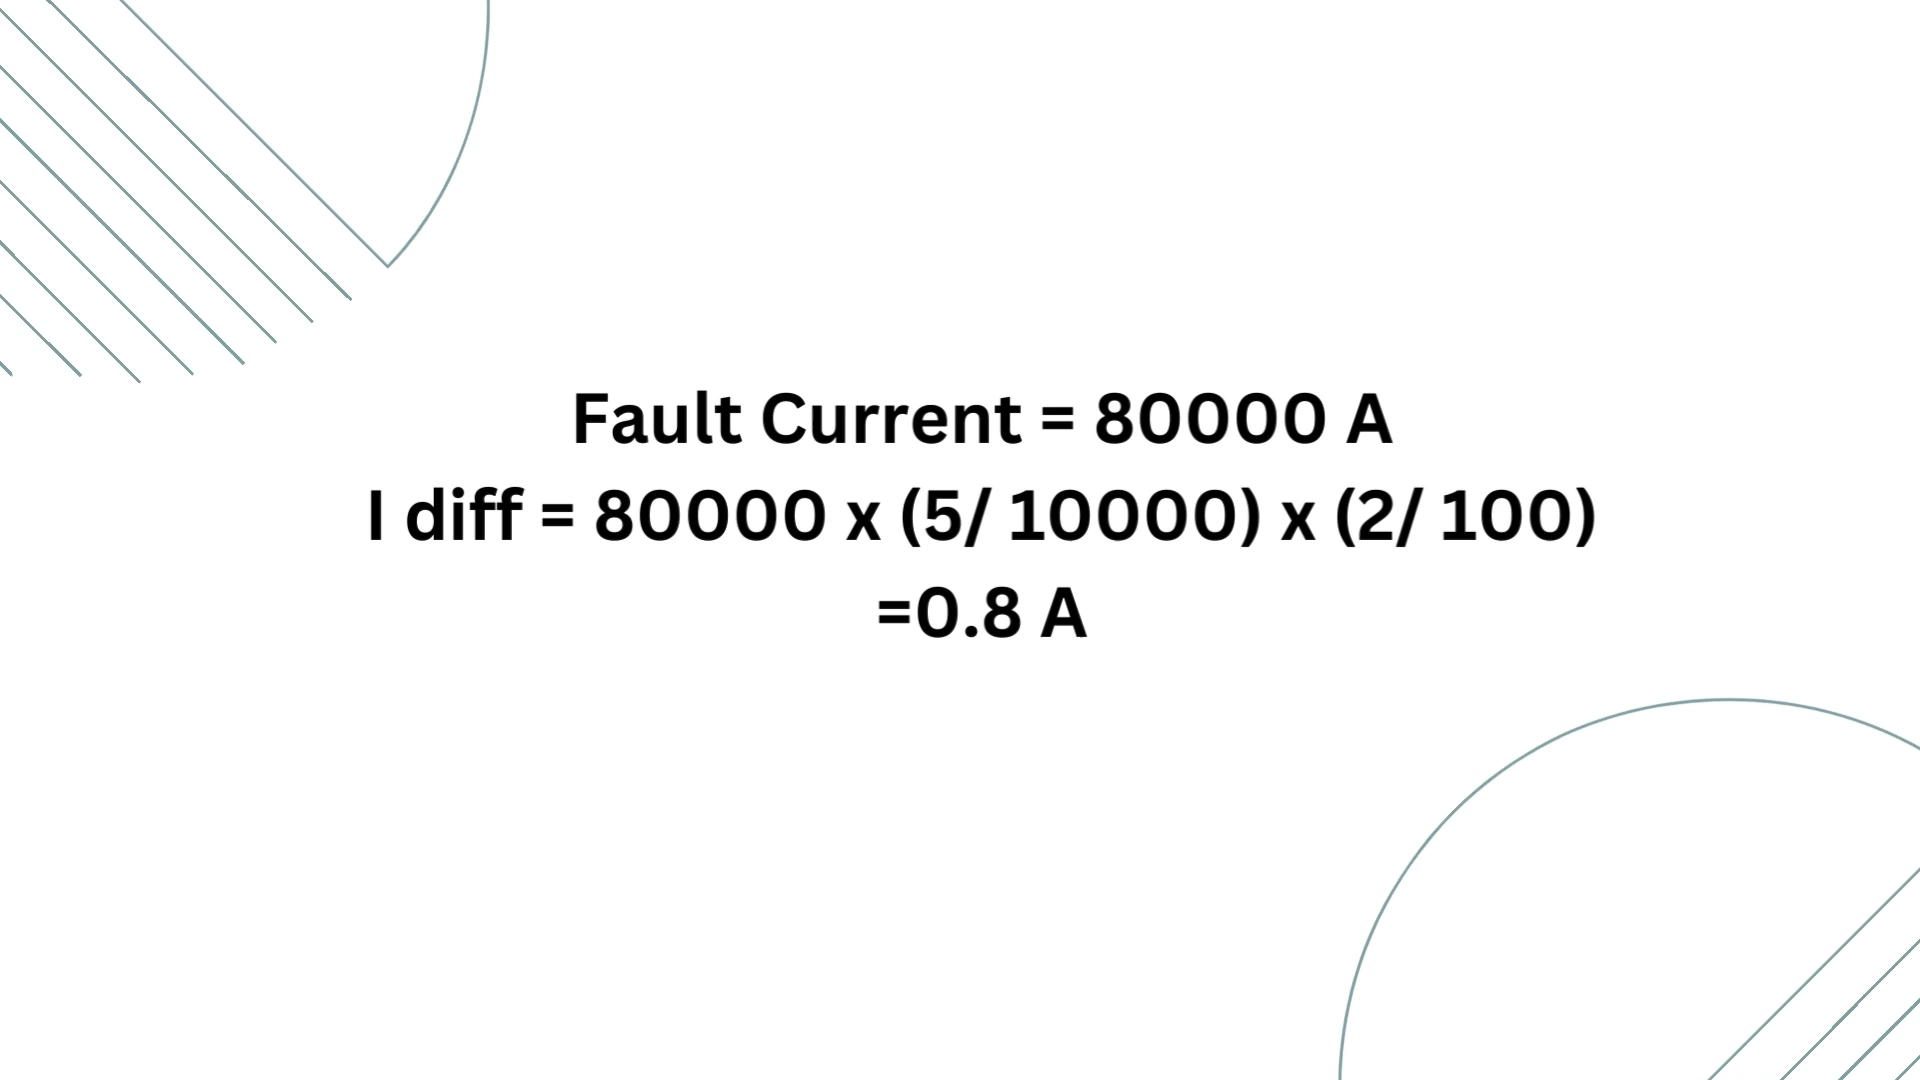 Fault Current = 80000 A
I diff = 80000 x (5/ 10000) x (2/ 100)
=0.8 A